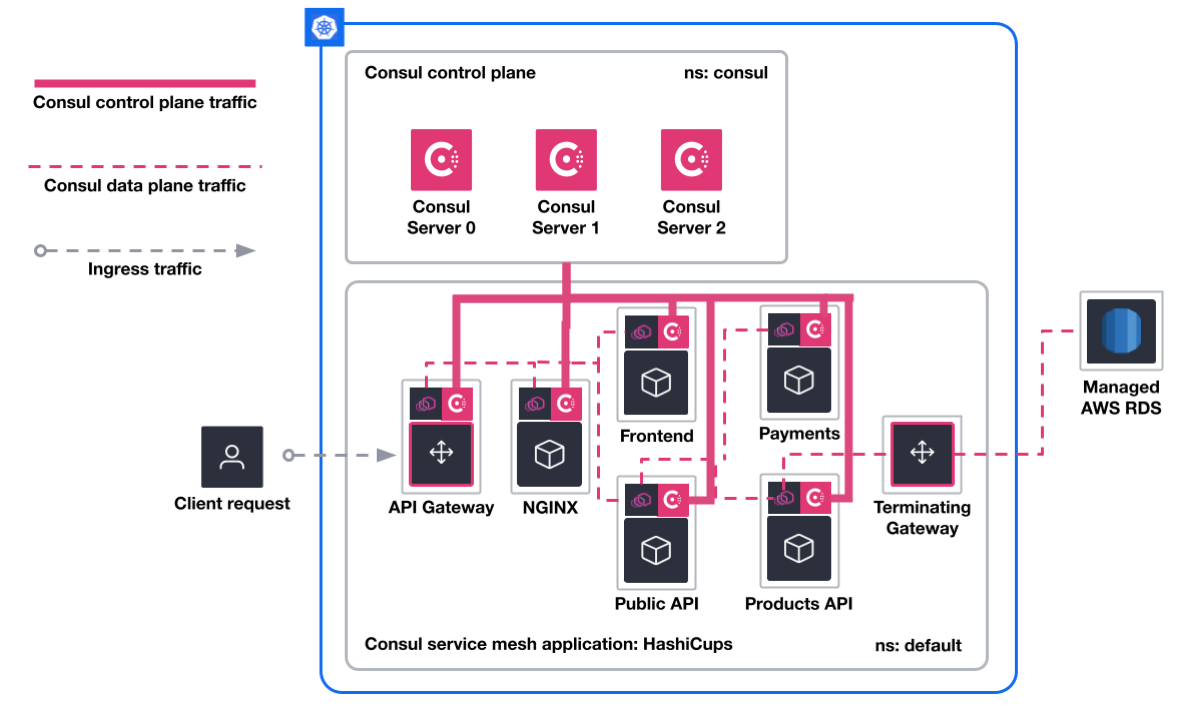 Consul control plane
ns: consul
Consul control plane traffic
Consul data plane traffic
Ingress traffic
Consul
Server 0
Consul
Server 1
Consul
Server 2
Client request
API Gateway
NGINX
Frontend
Payments
Public API
Products API
Terminating
Gateway
Managed
AWS RDS
Consul service mesh application: HashiCups
ns: default